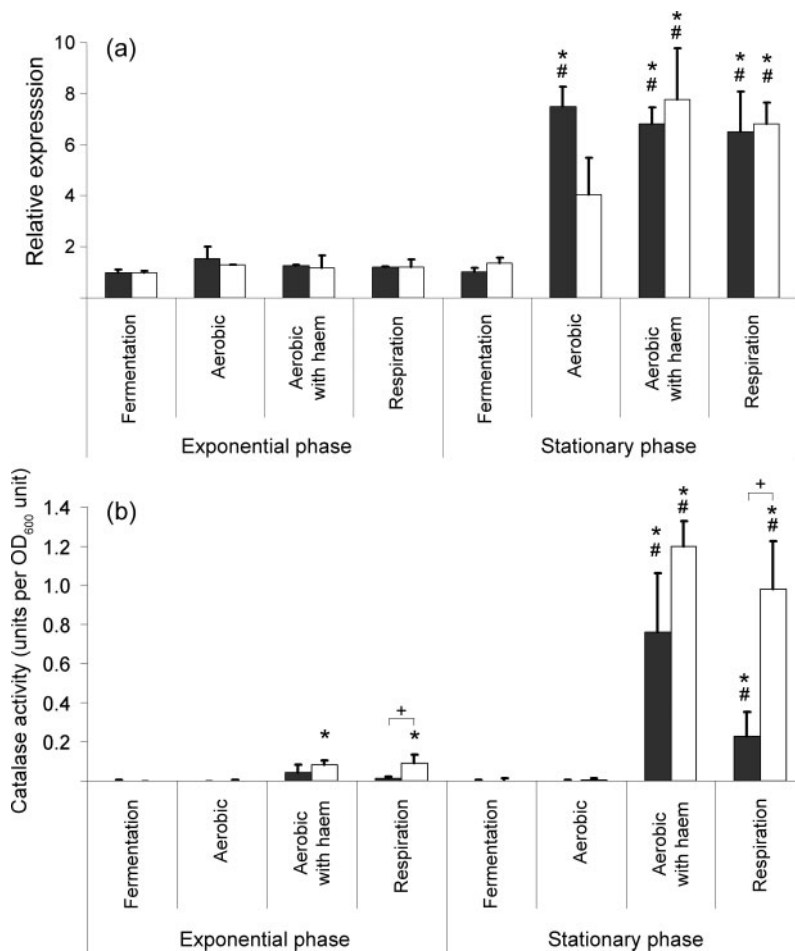 (a)
Relative expresssion
10
8
6
4
2
*
#
*
#
*
#
*
#
*
#
Fermentation
Aerobic
Aerobic
with haem
Respiration
Fermentation
Aerobic
Aerobic
with haem
Respiration
Exponential phase
Stationary phase
(b)
Catalase activity (units per OD600 unit)
1.4
1.2
1.0
0.8
0.6
0.4
0.2
*
+
*
*
#
*
#
+
*
#
*
#
Fermentation
Aerobic
Aerobic
with haem
Respiration
Fermentation
Aerobic
Aerobic
with haem
Respiration
Exponential phase
Stationary phase